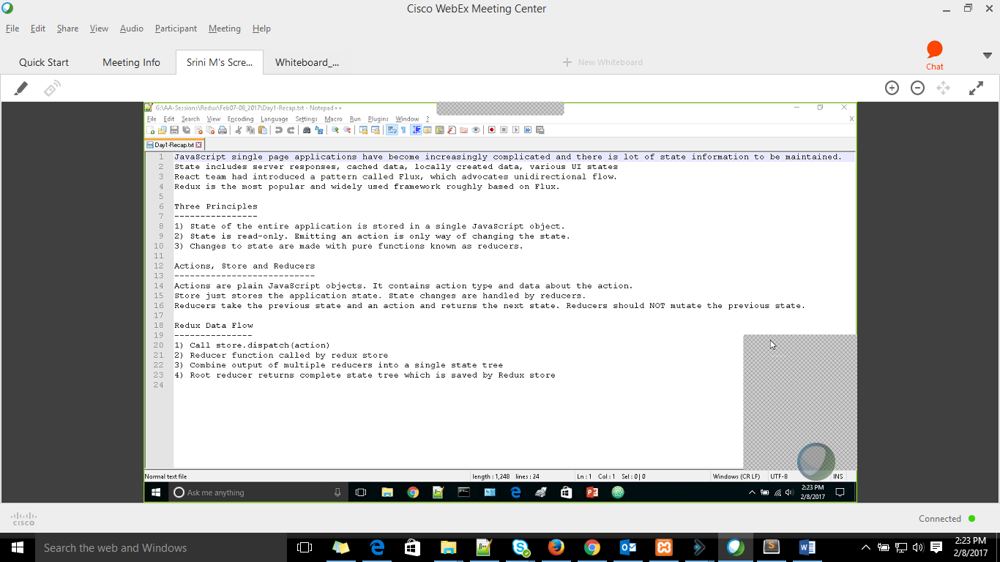 Cisco WebEx Meeting Center
File Edit Share View Audio Participant Meeting Help
Quick Start Meeting Info Srini M's Scre... Whiteboard_... New Whiteboard
Chat
G:\AA-Sessions\Redux\Feb07-08_2017\Day1-Recap.txt - Notepad++
File Edit Search View Encoding Language Settings Macro Run Plugins Window ? X
Day1-Recap.txt
1 JavaScript single page applications have become increasingly complicated and there is lot of state information to be maintained.
2 State includes server responses, cached data, locally created data, various UI states
3 React team had introduced a pattern called Flux, which advocates unidirectional flow.
4 Redux is the most popular and widely used framework roughly based on Flux.
5
6 Three Principles
7 ----------------
8 1) State of the entire application is stored in a single JavaScript object.
9 2) State is read-only. Emitting an action is only way of changing the state.
10 3) Changes to state are made with pure functions known as reducers.
11
12 Actions, Store and Reducers
13 ---------------------------
14 Actions are plain JavaScript objects. It contains action type and data about the action.
15 Store just stores the application state. State changes are handled by reducers.
16 Reducers take the previous state and an action and returns the next state. Reducers should NOT mutate the previous state.
17
18 Redux Data Flow
19 ---------------
20 1) Call store.dispatch(action)
21 2) Reducer function called by redux store
22 3) Combine output of multiple reducers into a single state tree
23 4) Root reducer returns complete state tree which is saved by Redux store
24
Normal text file length : 1,248 lines : 24 Ln : 1 Col : 1 Sel : 0 | 0 Windows (CR LF) UTF-8 INS
Ask me anything 2:23 PM
2/8/2017
CISCO Connected
Search the web and Windows 2:23 PM
2/8/2017